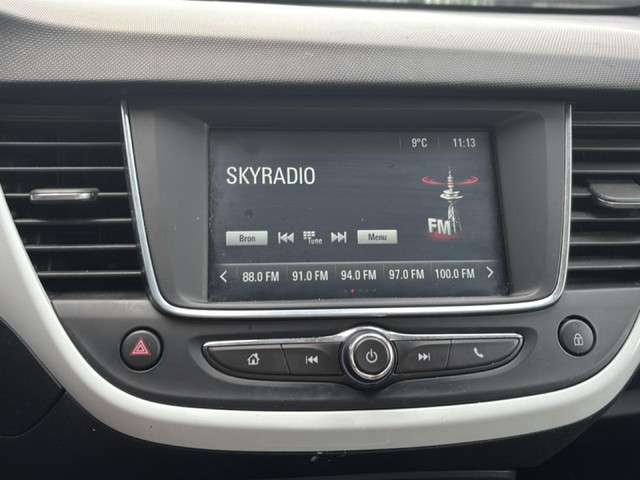 9°C 11:13
SKYRADIO
FM
Bron Tune Menu
88.0 FM 91.0 FM 94.0 FM 97.0 FM 100.0 FM